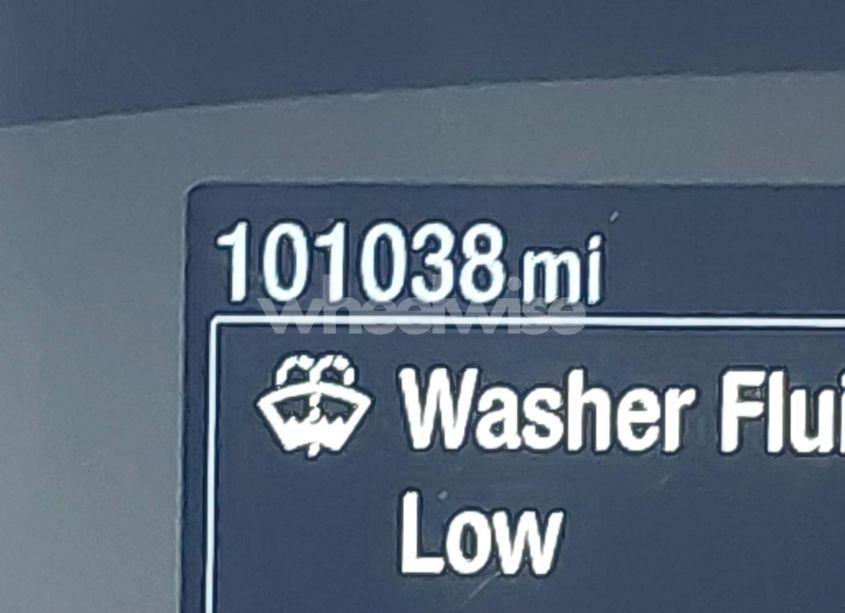 101038 mi
wheelwise
Washer Flui
Low